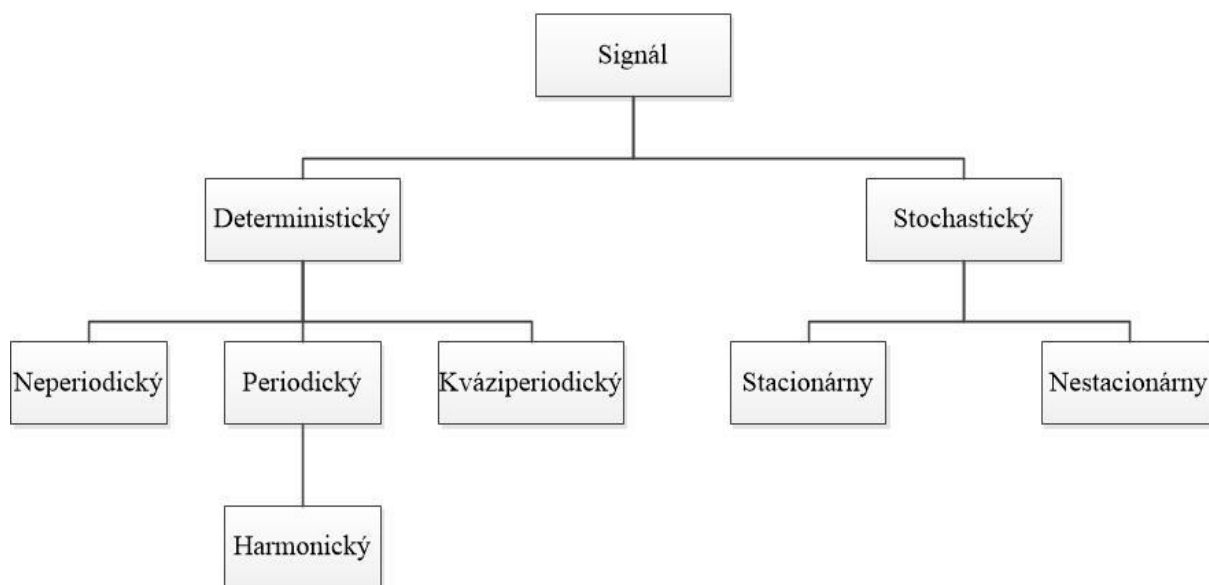 Signál
Deterministický
Stochastický
Neperiodický
Periodický
Kváziperiodický
Stacionárny
Nestacionárny
Harmonický